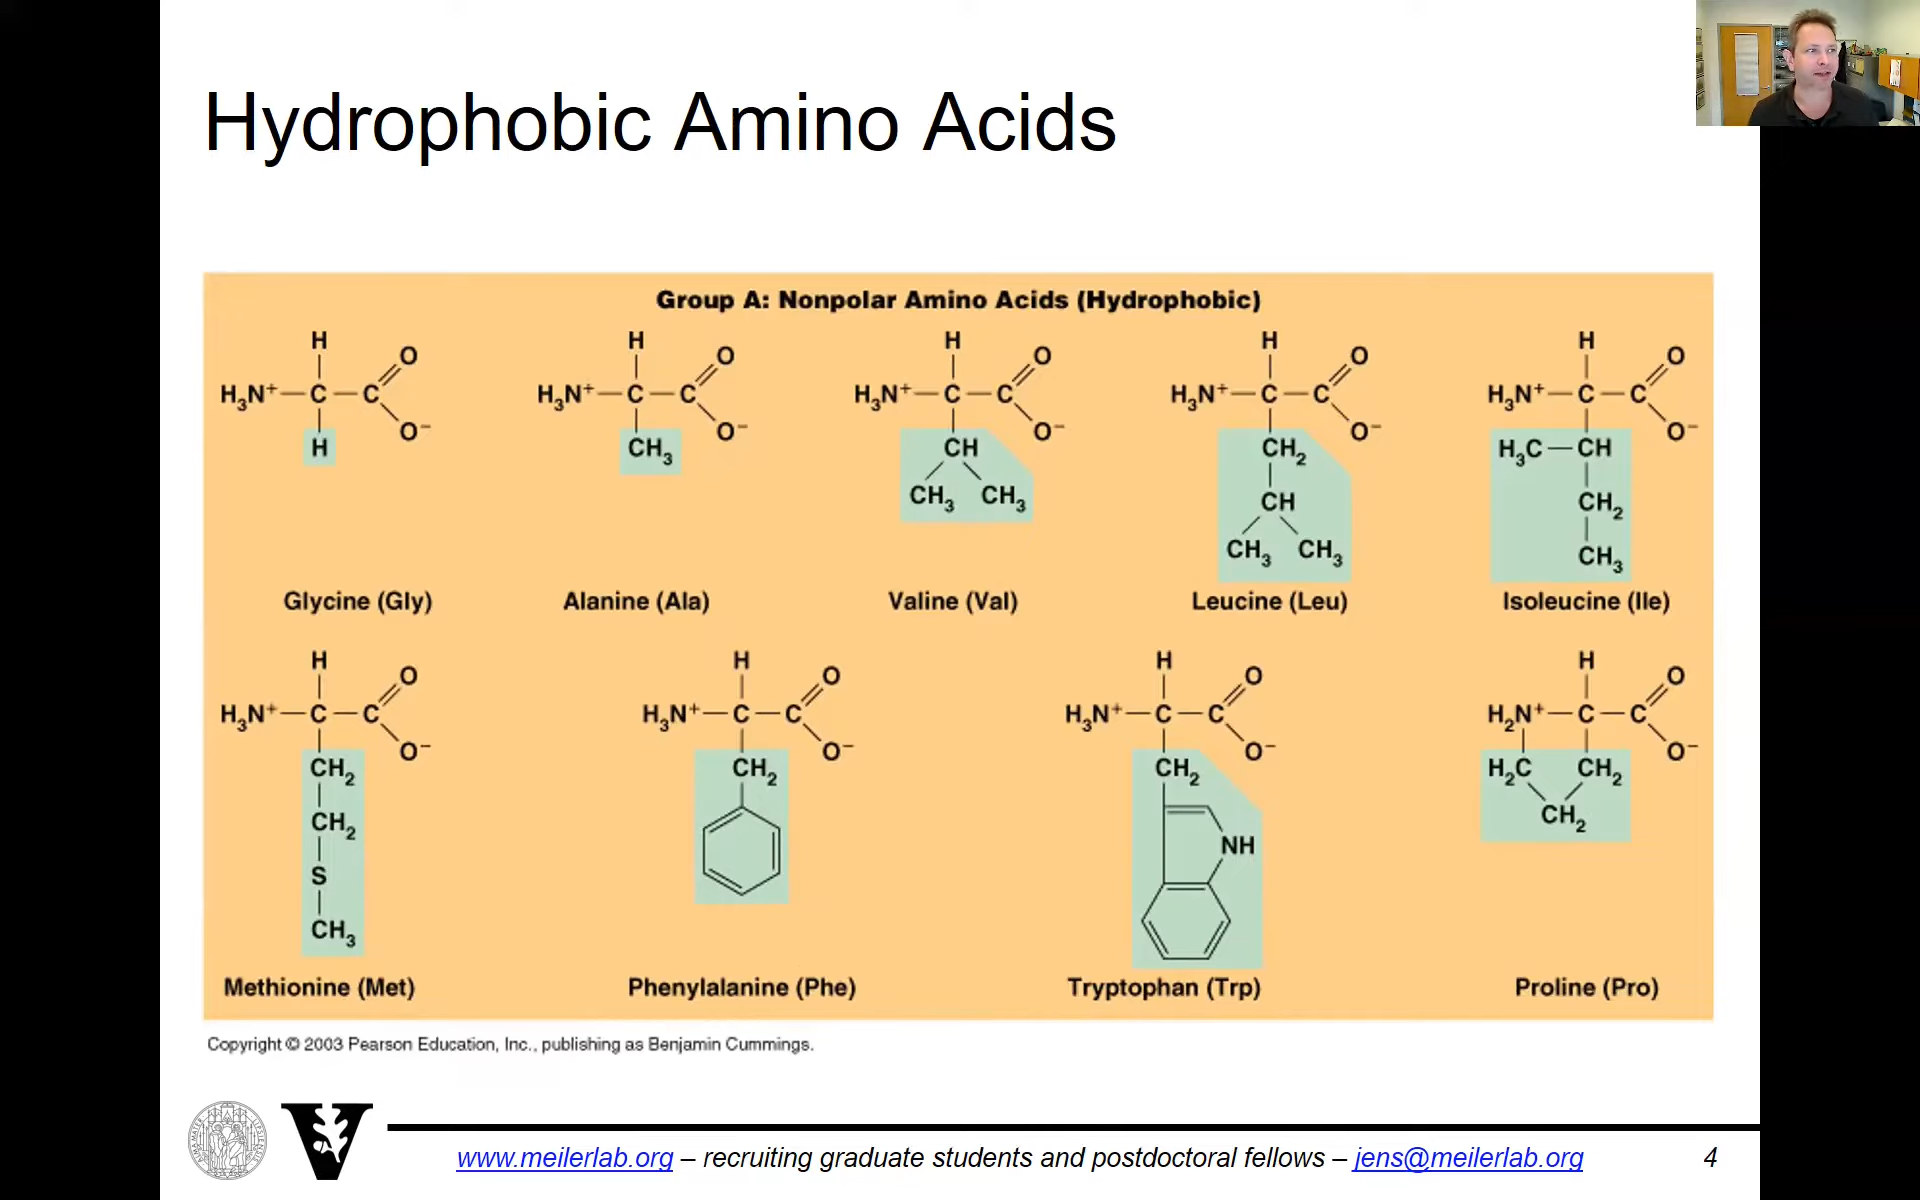 Hydrophobic Amino Acids
Group A: Nonpolar Amino Acids (Hydrophobic)
H H H H H
O O O O O
H₃N⁺ C C H₃N⁺ C C H₃N⁺ C C H₃N⁺ C C H₃N⁺ C C
O⁻ O⁻ O⁻ O⁻ O⁻
H CH₃ CH CH₂ H₃C CH
CH₃ CH₃ CH CH₂
CH₃ CH₃ CH₃
Glycine (Gly) Alanine (Ala) Valine (Val) Leucine (Leu) Isoleucine (Ile)
H H H H
O O O O
H₃N⁺ C C H₃N⁺ C C H₃N⁺ C C H₂N⁺ C C
O⁻ O⁻ O⁻ O⁻
CH₂ CH₂ CH₂ H₂C CH₂
CH₂ CH₂
NH
S
CH₃
Methionine (Met) Phenylalanine (Phe) Tryptophan (Trp) Proline (Pro)
Copyright © 2003 Pearson Education, Inc., publishing as Benjamin Cummings.
www.meilerlab.org – recruiting graduate students and postdoctoral fellows – jens@meilerlab.org
4